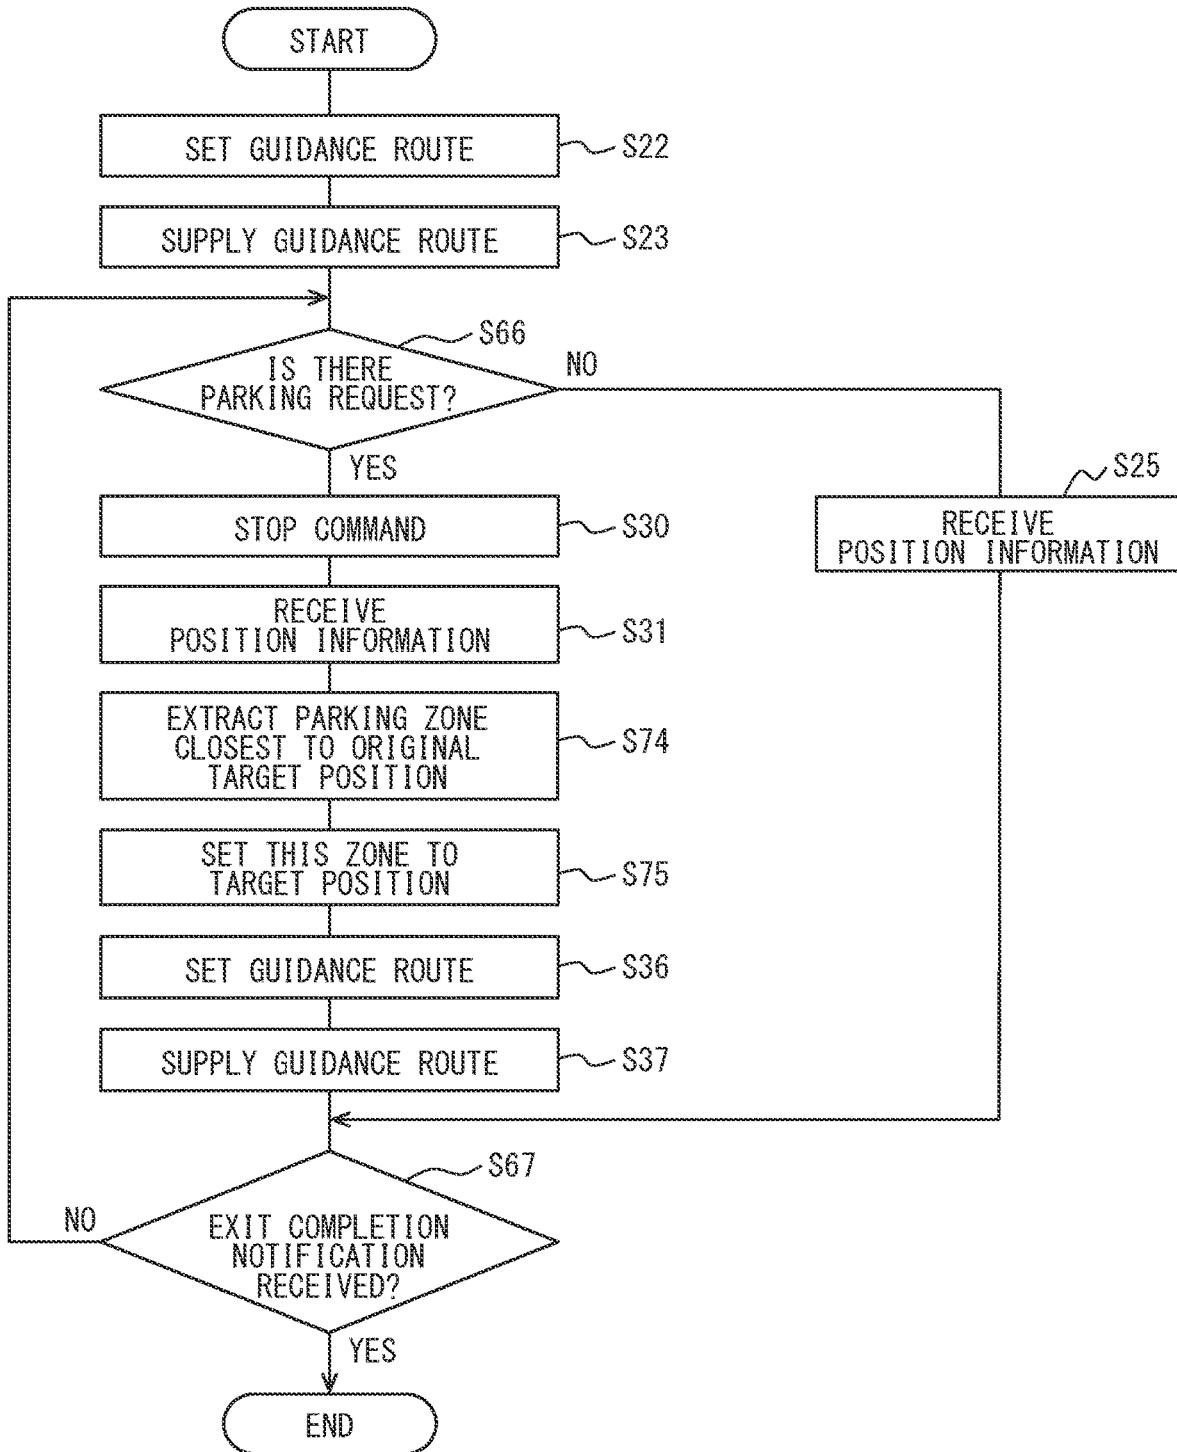 START
SET GUIDANCE ROUTE
S22
SUPPLY GUIDANCE ROUTE
S23
S66
IS THERE
PARKING REQUEST?
NO
YES
S25
RECEIVE
POSITION INFORMATION
STOP COMMAND
S30
RECEIVE
POSITION INFORMATION
S31
EXTRACT PARKING ZONE
CLOSEST TO ORIGINAL
TARGET POSITION
S74
SET THIS ZONE TO
TARGET POSITION
S75
SET GUIDANCE ROUTE
S36
SUPPLY GUIDANCE ROUTE
S37
S67
NO
EXIT COMPLETION
NOTIFICATION
RECEIVED?
YES
END